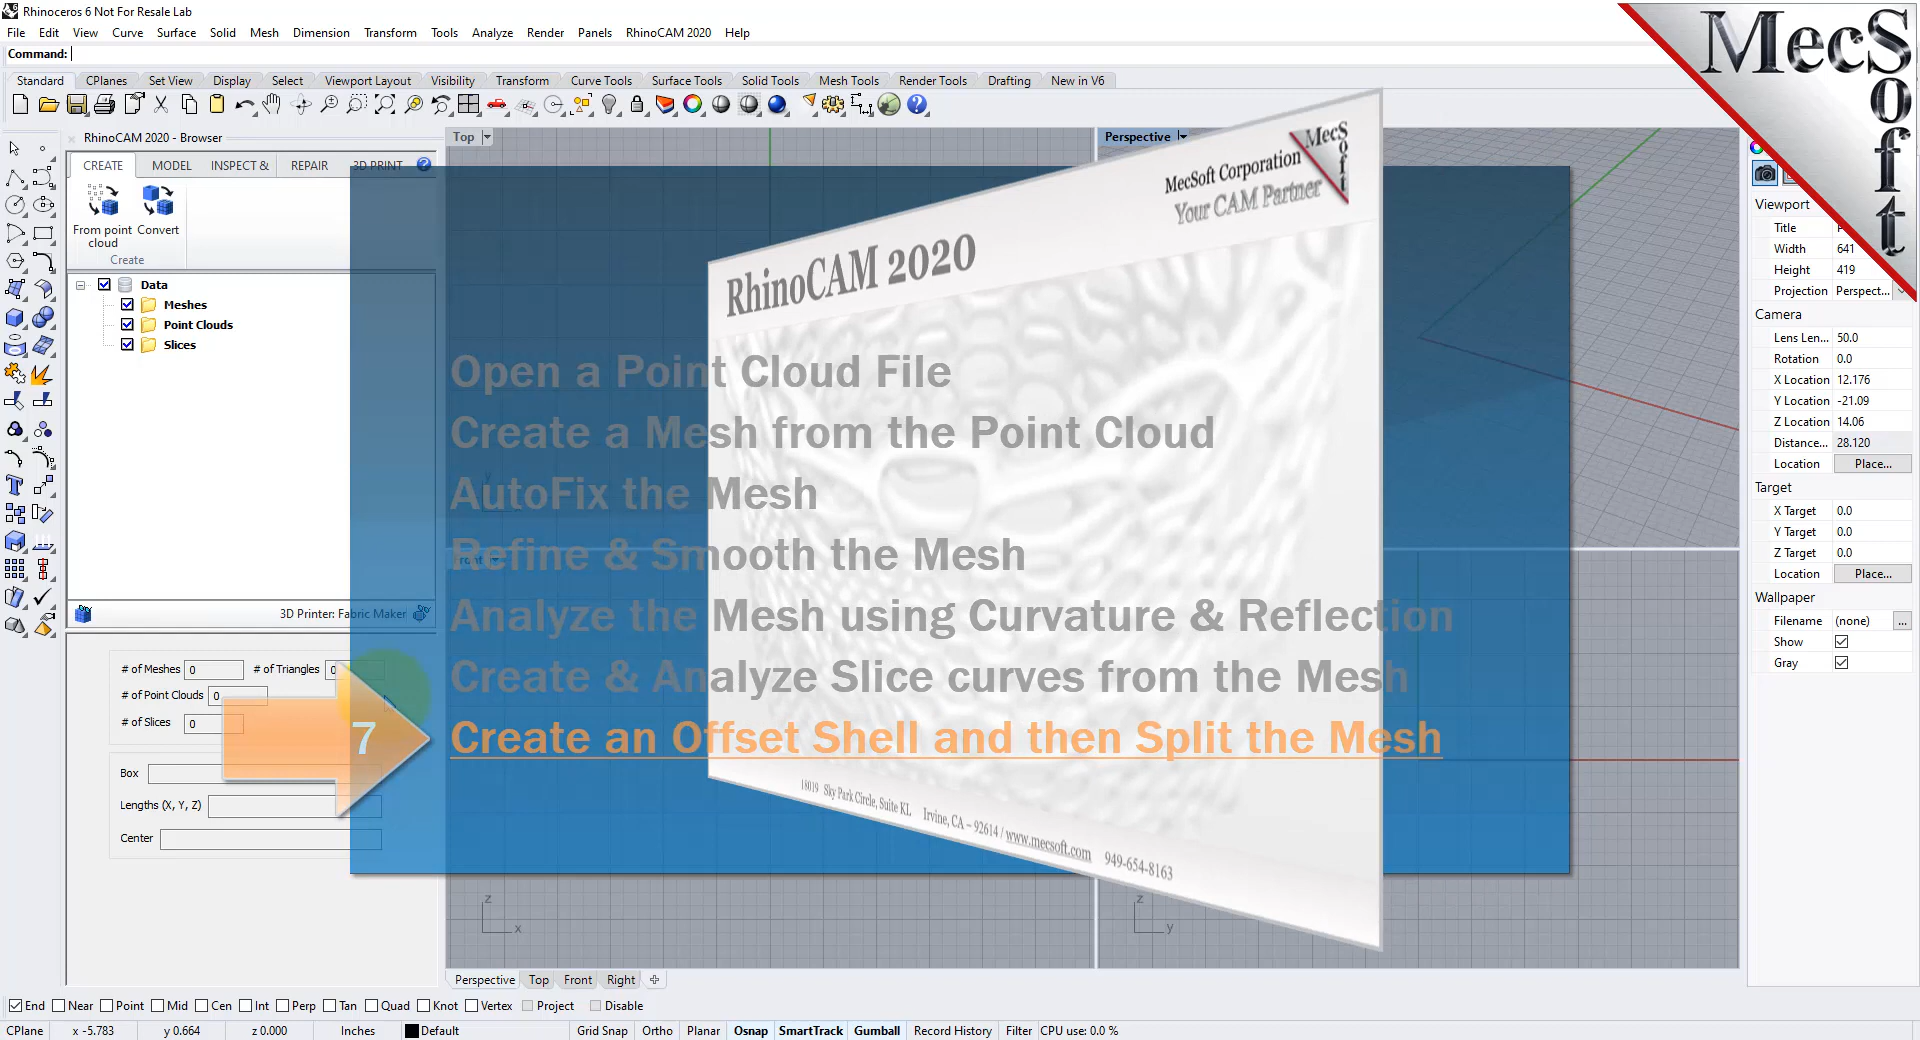 Rhinoceros 6 Not For Resale Lab
File Edit View Curve Surface Solid Mesh Dimension Transform Tools Analyze Render Panels RhinoCAM 2020 Help
Command:
Standard CPlanes Set View Display Select Viewport Layout Visibility Transform Curve Tools Surface Tools Solid Tools Mesh Tools Render Tools Drafting New in V6
MecSoft
RhinoCAM 2020 - Browser
CREATE MODEL INSPECT & REPAIR 3D PRINT
From point cloud
Convert
Create
Data
Meshes
Point Clouds
Slices
3D Printer: Fabric Maker
# of Meshes 0 # of Triangles 0
# of Point Clouds 0
# of Slices 0
Box
Lengths (X, Y, Z)
Center
Top
Perspective
Front
MecSoft Corporation
Your CAM Partner
MecSoft
RhinoCAM 2020
Open a Point Cloud File
Create a Mesh from the Point Cloud
AutoFix the Mesh
Refine & Smooth the Mesh
Analyze the Mesh using Curvature & Reflection
Create & Analyze Slice curves from the Mesh
7 Create an Offset Shell and then Split the Mesh
18019 Sky Park Circle, Suite KL Irvine, CA – 92614 / www.mecsoft.com 949-654-8163
z
x
z
y
Viewport
Title
Width 641
Height 419
Projection Perspect...
Camera
Lens Len... 50.0
Rotation 0.0
X Location 12.176
Y Location -21.09
Z Location 14.06
Distance... 28.120
Location Place...
Target
X Target 0.0
Y Target 0.0
Z Target 0.0
Location Place...
Wallpaper
Filename (none) ...
Show
Gray
Perspective Top Front Right
End Near Point Mid Cen Int Perp Tan Quad Knot Vertex Project Disable
CPlane x -5.783 y 0.664 z 0.000 Inches Default Grid Snap Ortho Planar Osnap SmartTrack Gumball Record History Filter CPU use: 0.0 %